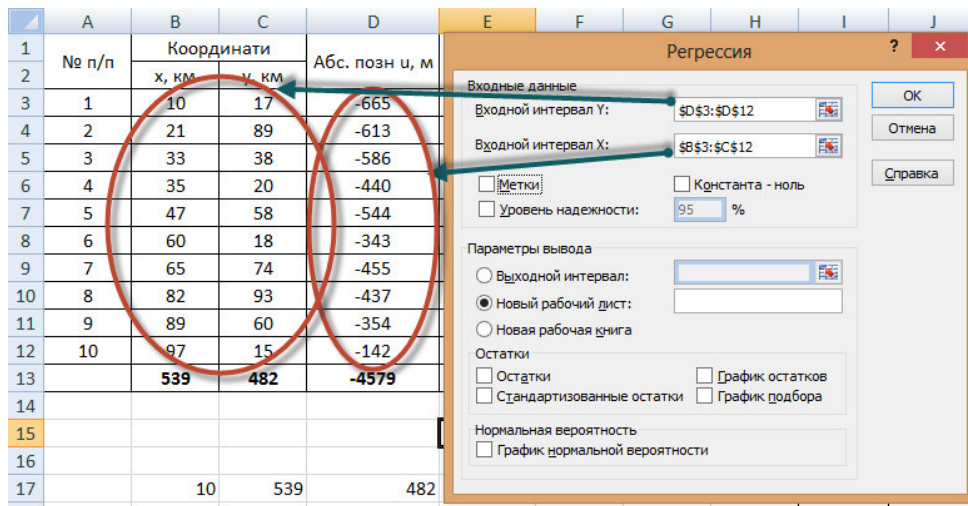 A B C D E F G H I J
1 № п/п Координати Абс. позн u, м
2 х, км у, км
3 1 10 17 -665
4 2 21 89 -613
5 3 33 38 -586
6 4 35 20 -440
7 5 47 58 -544
8 6 60 18 -343
9 7 65 74 -455
10 8 82 93 -437
11 9 89 60 -354
12 10 97 15 -142
13 539 482 -4579
14
15
16
17 10 539 482
Регрессия ? ×
Входные данные
Входной интервал Y: $D$3:$D$12
Входной интервал X: $B$3:$C$12
Метки Константа - ноль
Уровень надежности: 95 %
ОК
Отмена
Справка
Параметры вывода
Выходной интервал:
Новый рабочий лист:
Новая рабочая книга
Остатки
Остатки График остатков
Стандартизованные остатки График подбора
Нормальная вероятность
График нормальной вероятности